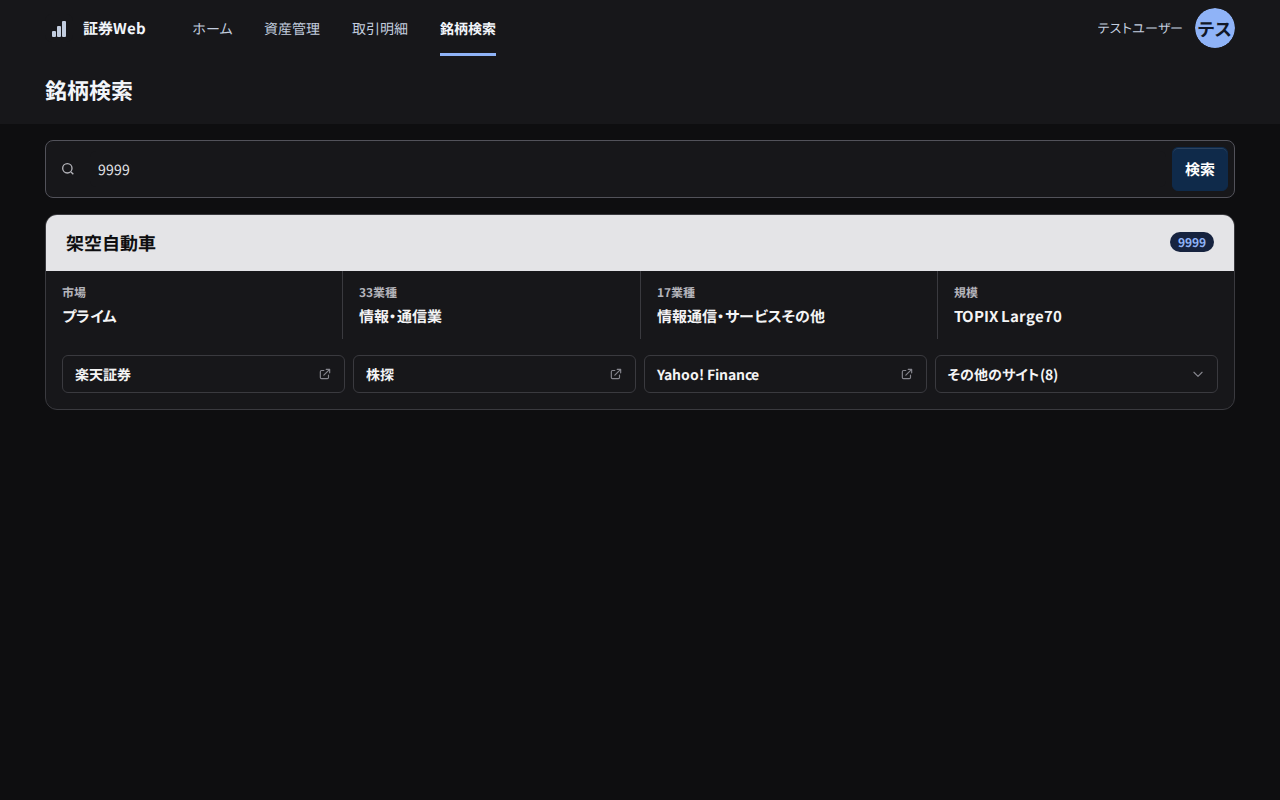 証券Web
ホーム
資産管理
取引明細
銘柄検索
テストユーザー
テス
銘柄検索
9999
検索
架空自動車
9999
市場
プライム
33業種
情報・通信業
17業種
情報通信・サービスその他
規模
TOPIX Large70
楽天証券
株探
Yahoo! Finance
その他のサイト(8)